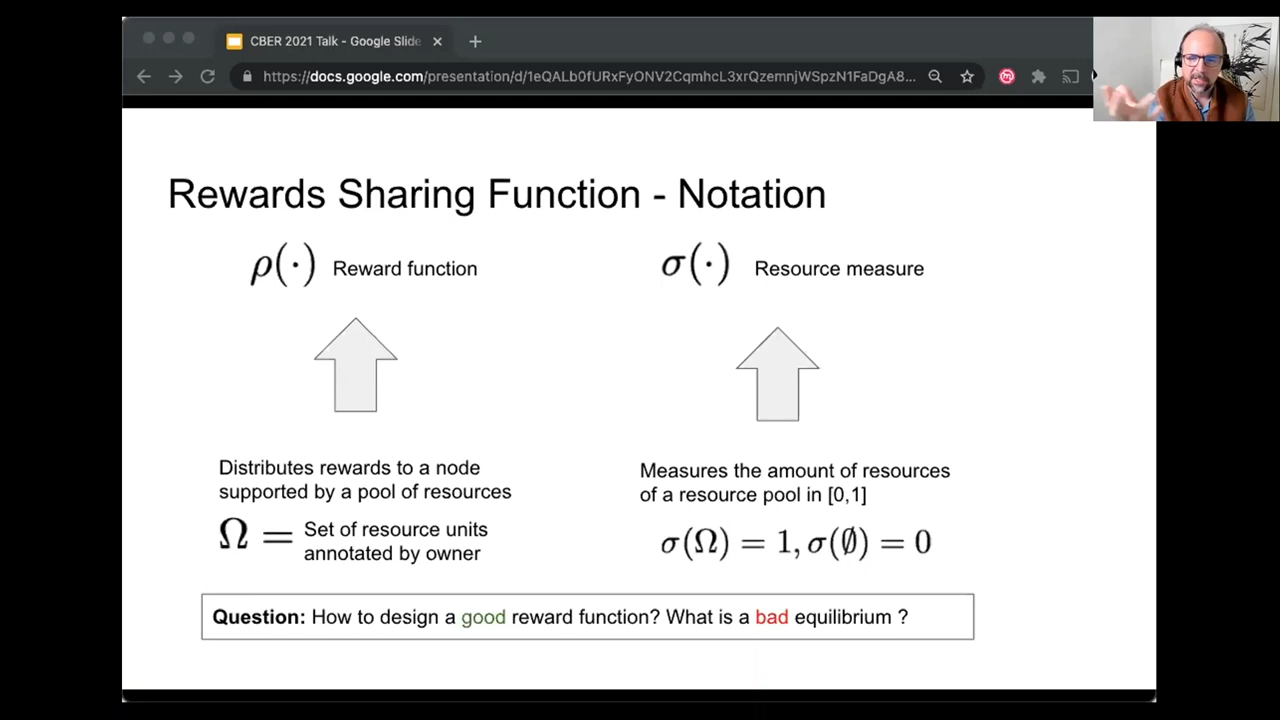 CBER 2021 Talk - Google Slide
https://docs.google.com/presentation/d/1eQALb0fURxFyONV2CqmhcL3xrQzemnjWSpzN1FaDgA8...
Rewards Sharing Function - Notation
ρ(·) Reward function
σ(·) Resource measure
Distributes rewards to a node
supported by a pool of resources
Ω = Set of resource units
annotated by owner
Measures the amount of resources
of a resource pool in [0,1]
σ(Ω) = 1, σ(∅) = 0
Question: How to design a good reward function? What is a bad equilibrium ?